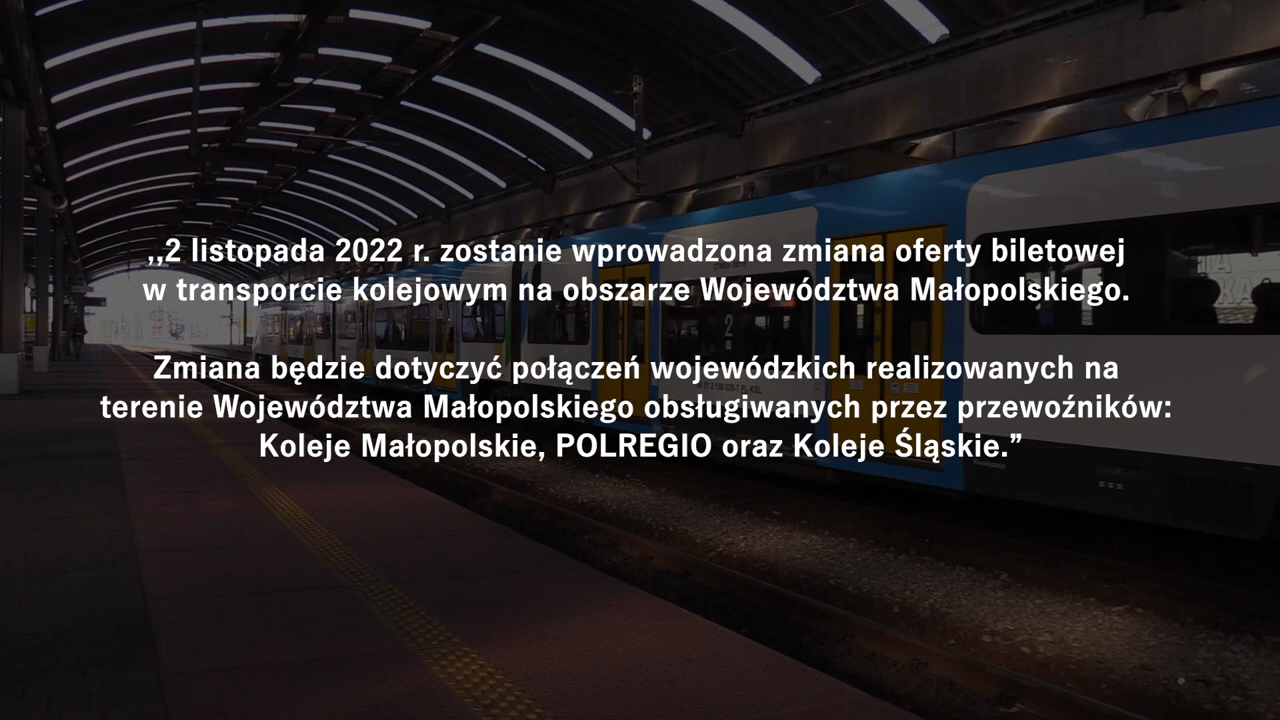 ,,2 listopada 2022 r. zostanie wprowadzona zmiana oferty biletowej
w transporcie kolejowym na obszarze Województwa Małopolskiego.
Zmiana będzie dotyczyć połączeń wojewódzkich realizowanych na
terenie Województwa Małopolskiego obsługiwanych przez przewoźników:
Koleje Małopolskie, POLREGIO oraz Koleje Śląskie.”
2